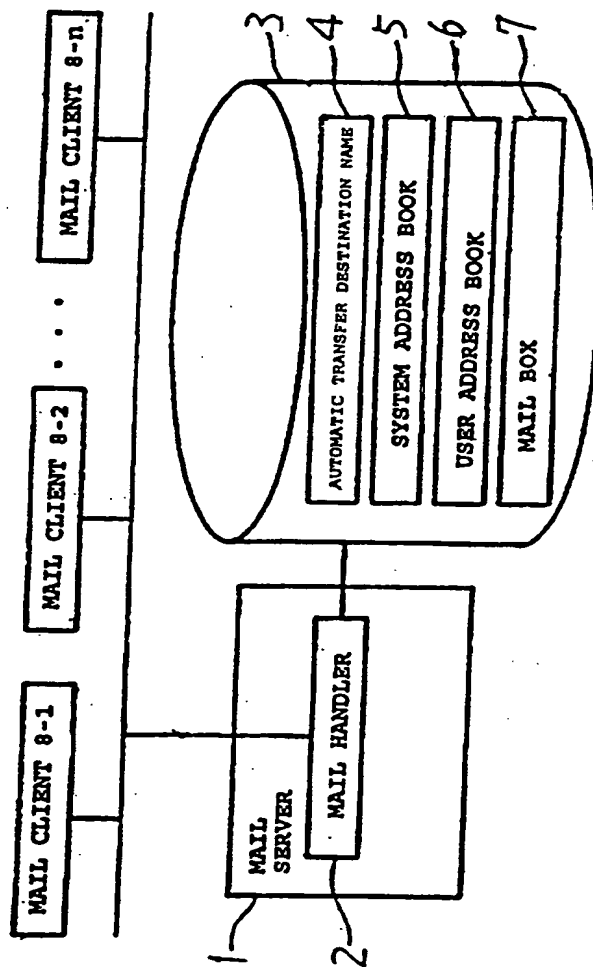 MAIL CLIENT 8-1
MAIL CLIENT 8-2
. . .
MAIL CLIENT 8-n
1
MAIL
SERVER
2
MAIL HANDLER
3
AUTOMATIC TRANSFER DESTINATION NAME
4
SYSTEM ADDRESS BOOK
5
USER ADDRESS BOOK
6
MAIL BOX
7